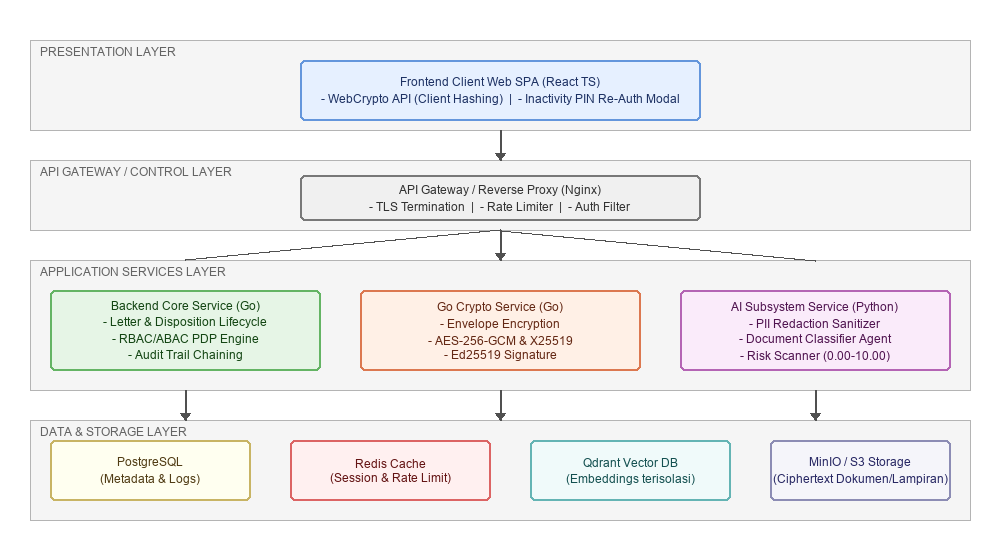 PRESENTATION LAYER
Frontend Client Web SPA (React TS)
- WebCrypto API (Client Hashing)  |  - Inactivity PIN Re-Auth Modal
API GATEWAY / CONTROL LAYER
API Gateway / Reverse Proxy (Nginx)
- TLS Termination  |  - Rate Limiter  |  - Auth Filter
APPLICATION SERVICES LAYER
Backend Core Service (Go)
- Letter & Disposition Lifecycle
- RBAC/ABAC PDP Engine
- Audit Trail Chaining
Go Crypto Service (Go)
- Envelope Encryption
- AES-256-GCM & X25519
- Ed25519 Signature
AI Subsystem Service (Python)
- PII Redaction Sanitizer
- Document Classifier Agent
- Risk Scanner (0.00-10.00)
DATA & STORAGE LAYER
PostgreSQL
(Metadata & Logs)
Redis Cache
(Session & Rate Limit)
Qdrant Vector DB
(Embeddings terisolasi)
MinIO / S3 Storage
(Ciphertext Dokumen/Lampiran)